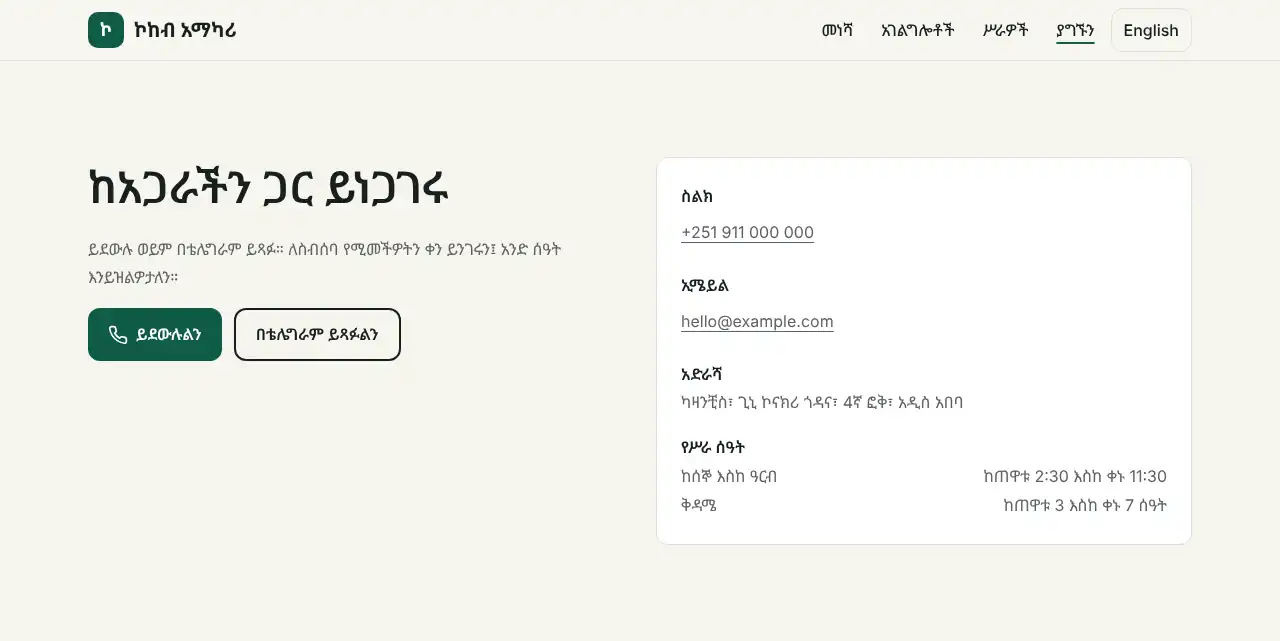 ኮ ኮከብ አማካሪ
መነሻ አገልግሎቶች ሥራዎች ያግኙን English
ከአጋራችን ጋር ይነጋገሩ
ይደውሉ ወይም በቴሌግራም ይጻፉ። ለስብሰባ የሚመችዎትን ቀን ይንገሩን፤ አንድ ሰዓት
እንይዝልዎታለን።
ይደውሉልን
በቴሌግራም ይጻፉልን
ስልክ
+251 911 000 000
ኢሜይል
hello@example.com
አድራሻ
ካዛንቺስ፣ ጊኒ ኮናክሪ ጎዳና፣ 4ኛ ፎቅ፣ አዲስ አበባ
የሥራ ሰዓት
ከሰኞ እስከ ዓርብ ከጠዋቱ 2:30 እስከ ቀኑ 11:30
ቅዳሜ ከጠዋቱ 3 እስከ ቀኑ 7 ሰዓት